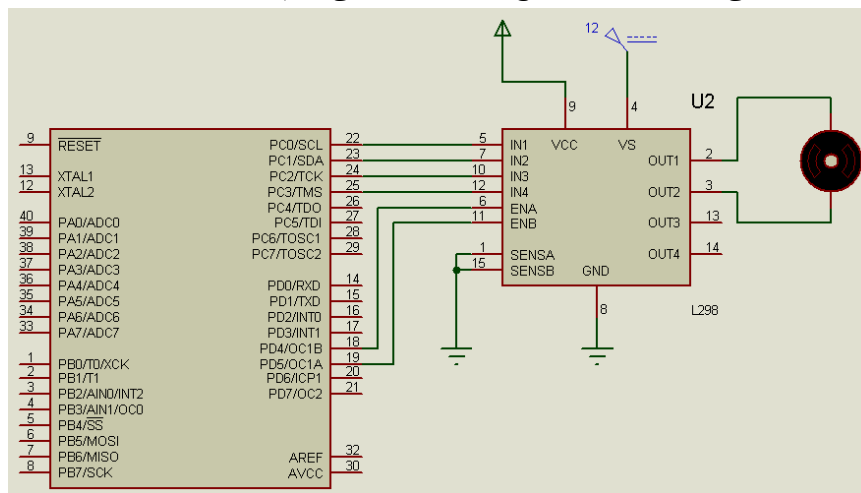 12
U2
9 RESET
13 XTAL1
12 XTAL2
40 PA0/ADC0
39 PA1/ADC1
38 PA2/ADC2
37 PA3/ADC3
36 PA4/ADC4
35 PA5/ADC5
34 PA6/ADC6
33 PA7/ADC7
1 PB0/T0/XCK
2 PB1/T1
3 PB2/AIN0/INT2
4 PB3/AIN1/OC0
5 PB4/SS
6 PB5/MOSI
7 PB6/MISO
8 PB7/SCK
PC0/SCL 22
PC1/SDA 23
PC2/TCK 24
PC3/TMS 25
PC4/TDO 26
PC5/TDI 27
PC6/TOSC1 28
PC7/TOSC2 29
PD0/RXD 14
PD1/TXD 15
PD2/INT0 16
PD3/INT1 17
PD4/OC1B 18
PD5/OC1A 19
PD6/ICP1 20
PD7/OC2 21
AREF 32
AVCC 30
9 4
VCC VS
5 IN1
7 IN2
10 IN3
12 IN4
6 ENA
11 ENB
1 SENSA
15 SENSB
OUT1 2
OUT2 3
OUT3 13
OUT4 14
GND
8
L298